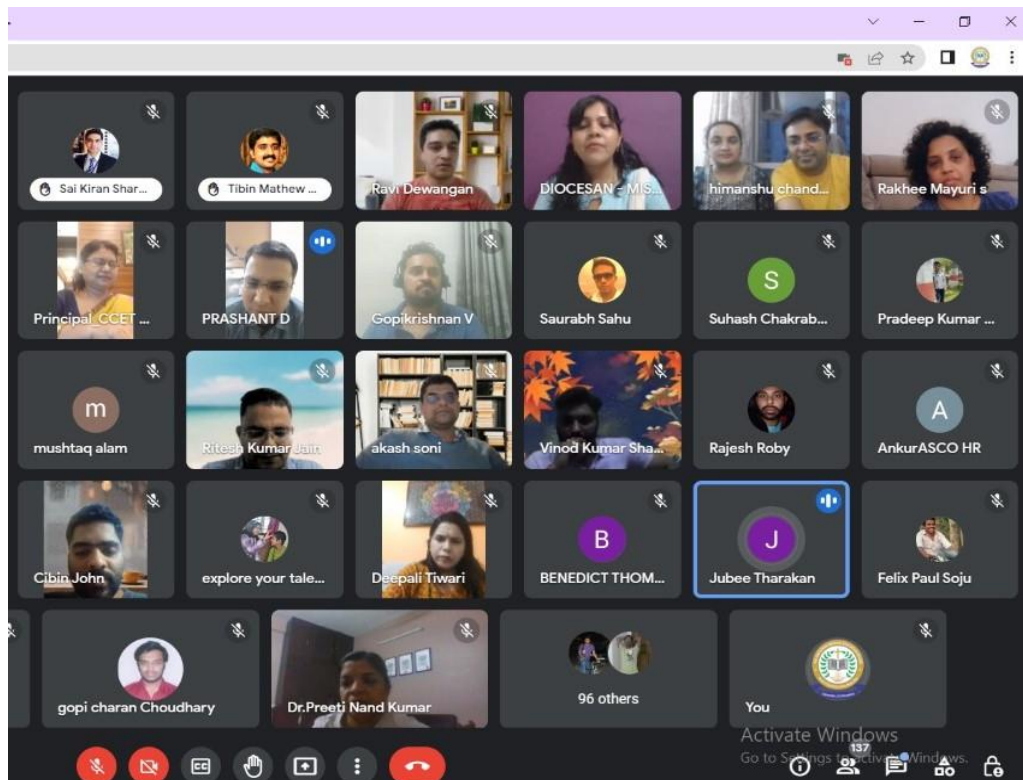 Sai Kiran Shar...
Tibin Mathew ...
Ravi Dewangan
DIOCESAN - MIS...
himanshu chand...
Rakhee Mayuri s
Principal_CCET ...
PRASHANT D
Gopikrishnan V
Saurabh Sahu
S
Suhash Chakrab...
Pradeep Kumar ...
m
mushtaq alam
Ritesh Kumar Jain
akash soni
Vinod Kumar Sha...
Rajesh Roby
A
AnkurASCO HR
Cibin John
explore your tale...
Deepali Tiwari
B
BENEDICT THOM...
J
Jubee Tharakan
Felix Paul Soju
gopi charan Choudhary
Dr.Preeti Nand Kumar
96 others
You
Activate Windows
Go to Settings to activate Windows.
CC
137